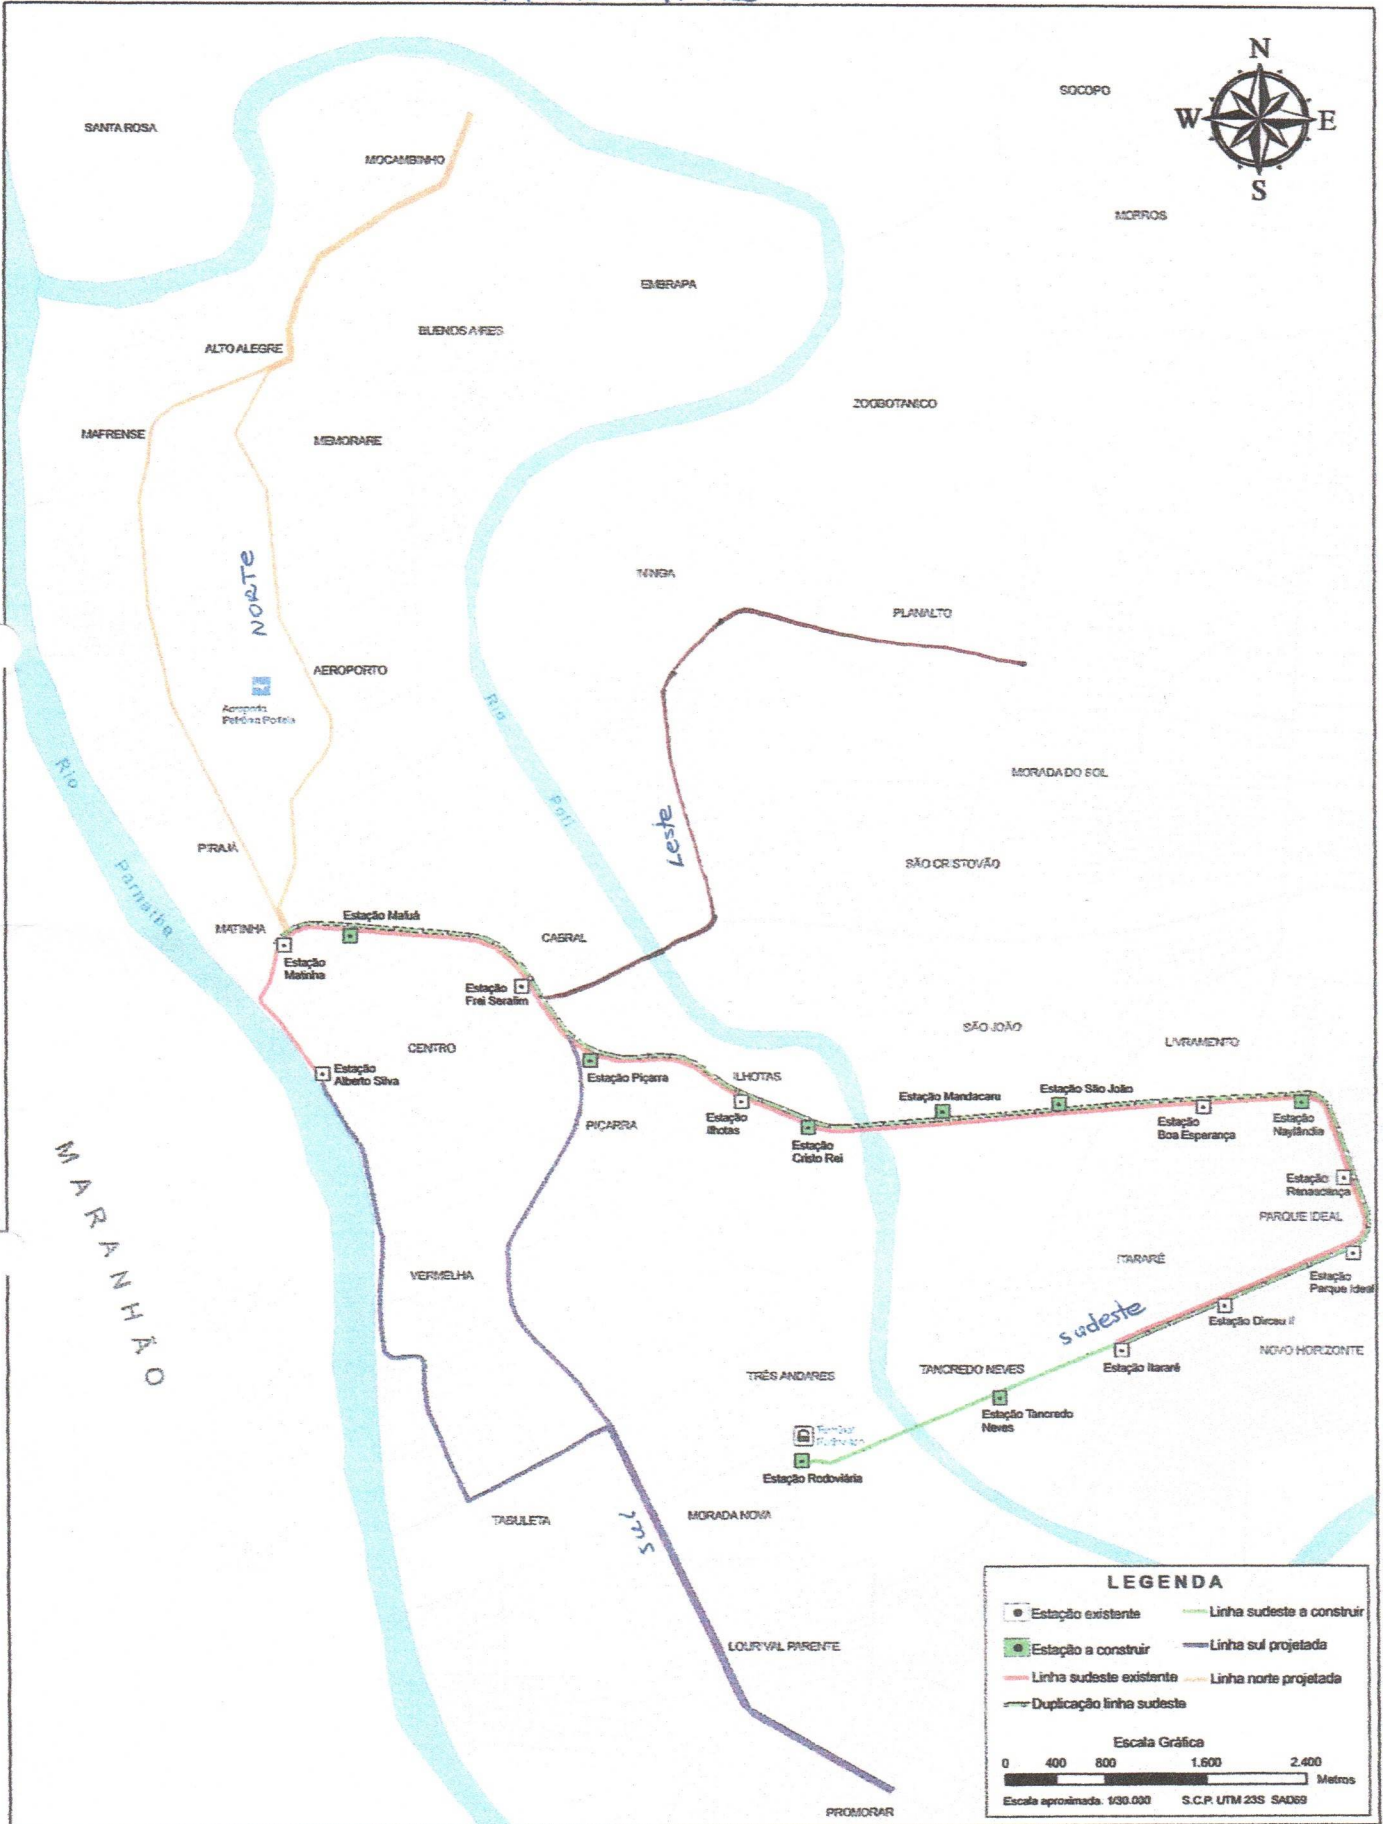 N
W
E
S
SOCOPO
SANTA ROSA
MOCAMBINHO
MORROS
EMBRAPA
BUENOS AIRES
ALTO ALEGRE
ZOOBOTANICO
MAFRENSE
MEMORARE
NORTE
ININGA
PLANALTO
AEROPORTO
Aeroporto
Petrônio Portela
Rio
Poti
Rio
Parnaíba
MORADA DO SOL
Leste
PIRAJÁ
SÃO CRISTOVÃO
MATINHA
Estação Mafuá
CABRAL
Estação
Matinha
Estação
Frei Serafim
SÃO JOÃO
LIVRAMENTO
CENTRO
Estação
Alberto Silva
Estação Piçarra
ILHOTAS
Estação
Ilhotas
Estação Mandacaru
Estação São João
Estação
Boa Esperança
Estação
Naylândia
PIÇARRA
Estação
Cristo Rei
Estação
Renascença
MARANHÃO
PARQUE IDEAL
ITARARÉ
VERMELHA
Estação
Parque Ideal
sudeste
Estação Dirceu II
NOVO HORIZONTE
Estação Itararé
TRÊS ANDARES
TANCREDO NEVES
Estação Tancredo
Neves
Terminal
Rodoviário
Estação Rodoviária
TABULETA
SUL
MORADA NOVA
LOURIVAL PARENTE
PROMORAR
LEGENDA
Estação existente
Linha sudeste a construir
Estação a construir
Linha sul projetada
Linha sudeste existente
Linha norte projetada
Duplicação linha sudeste
Escala Gráfica
0 400 800 1.600 2.400
Metros
Escala aproximada. 1/30.000 S.C.P. UTM 23S SAD69